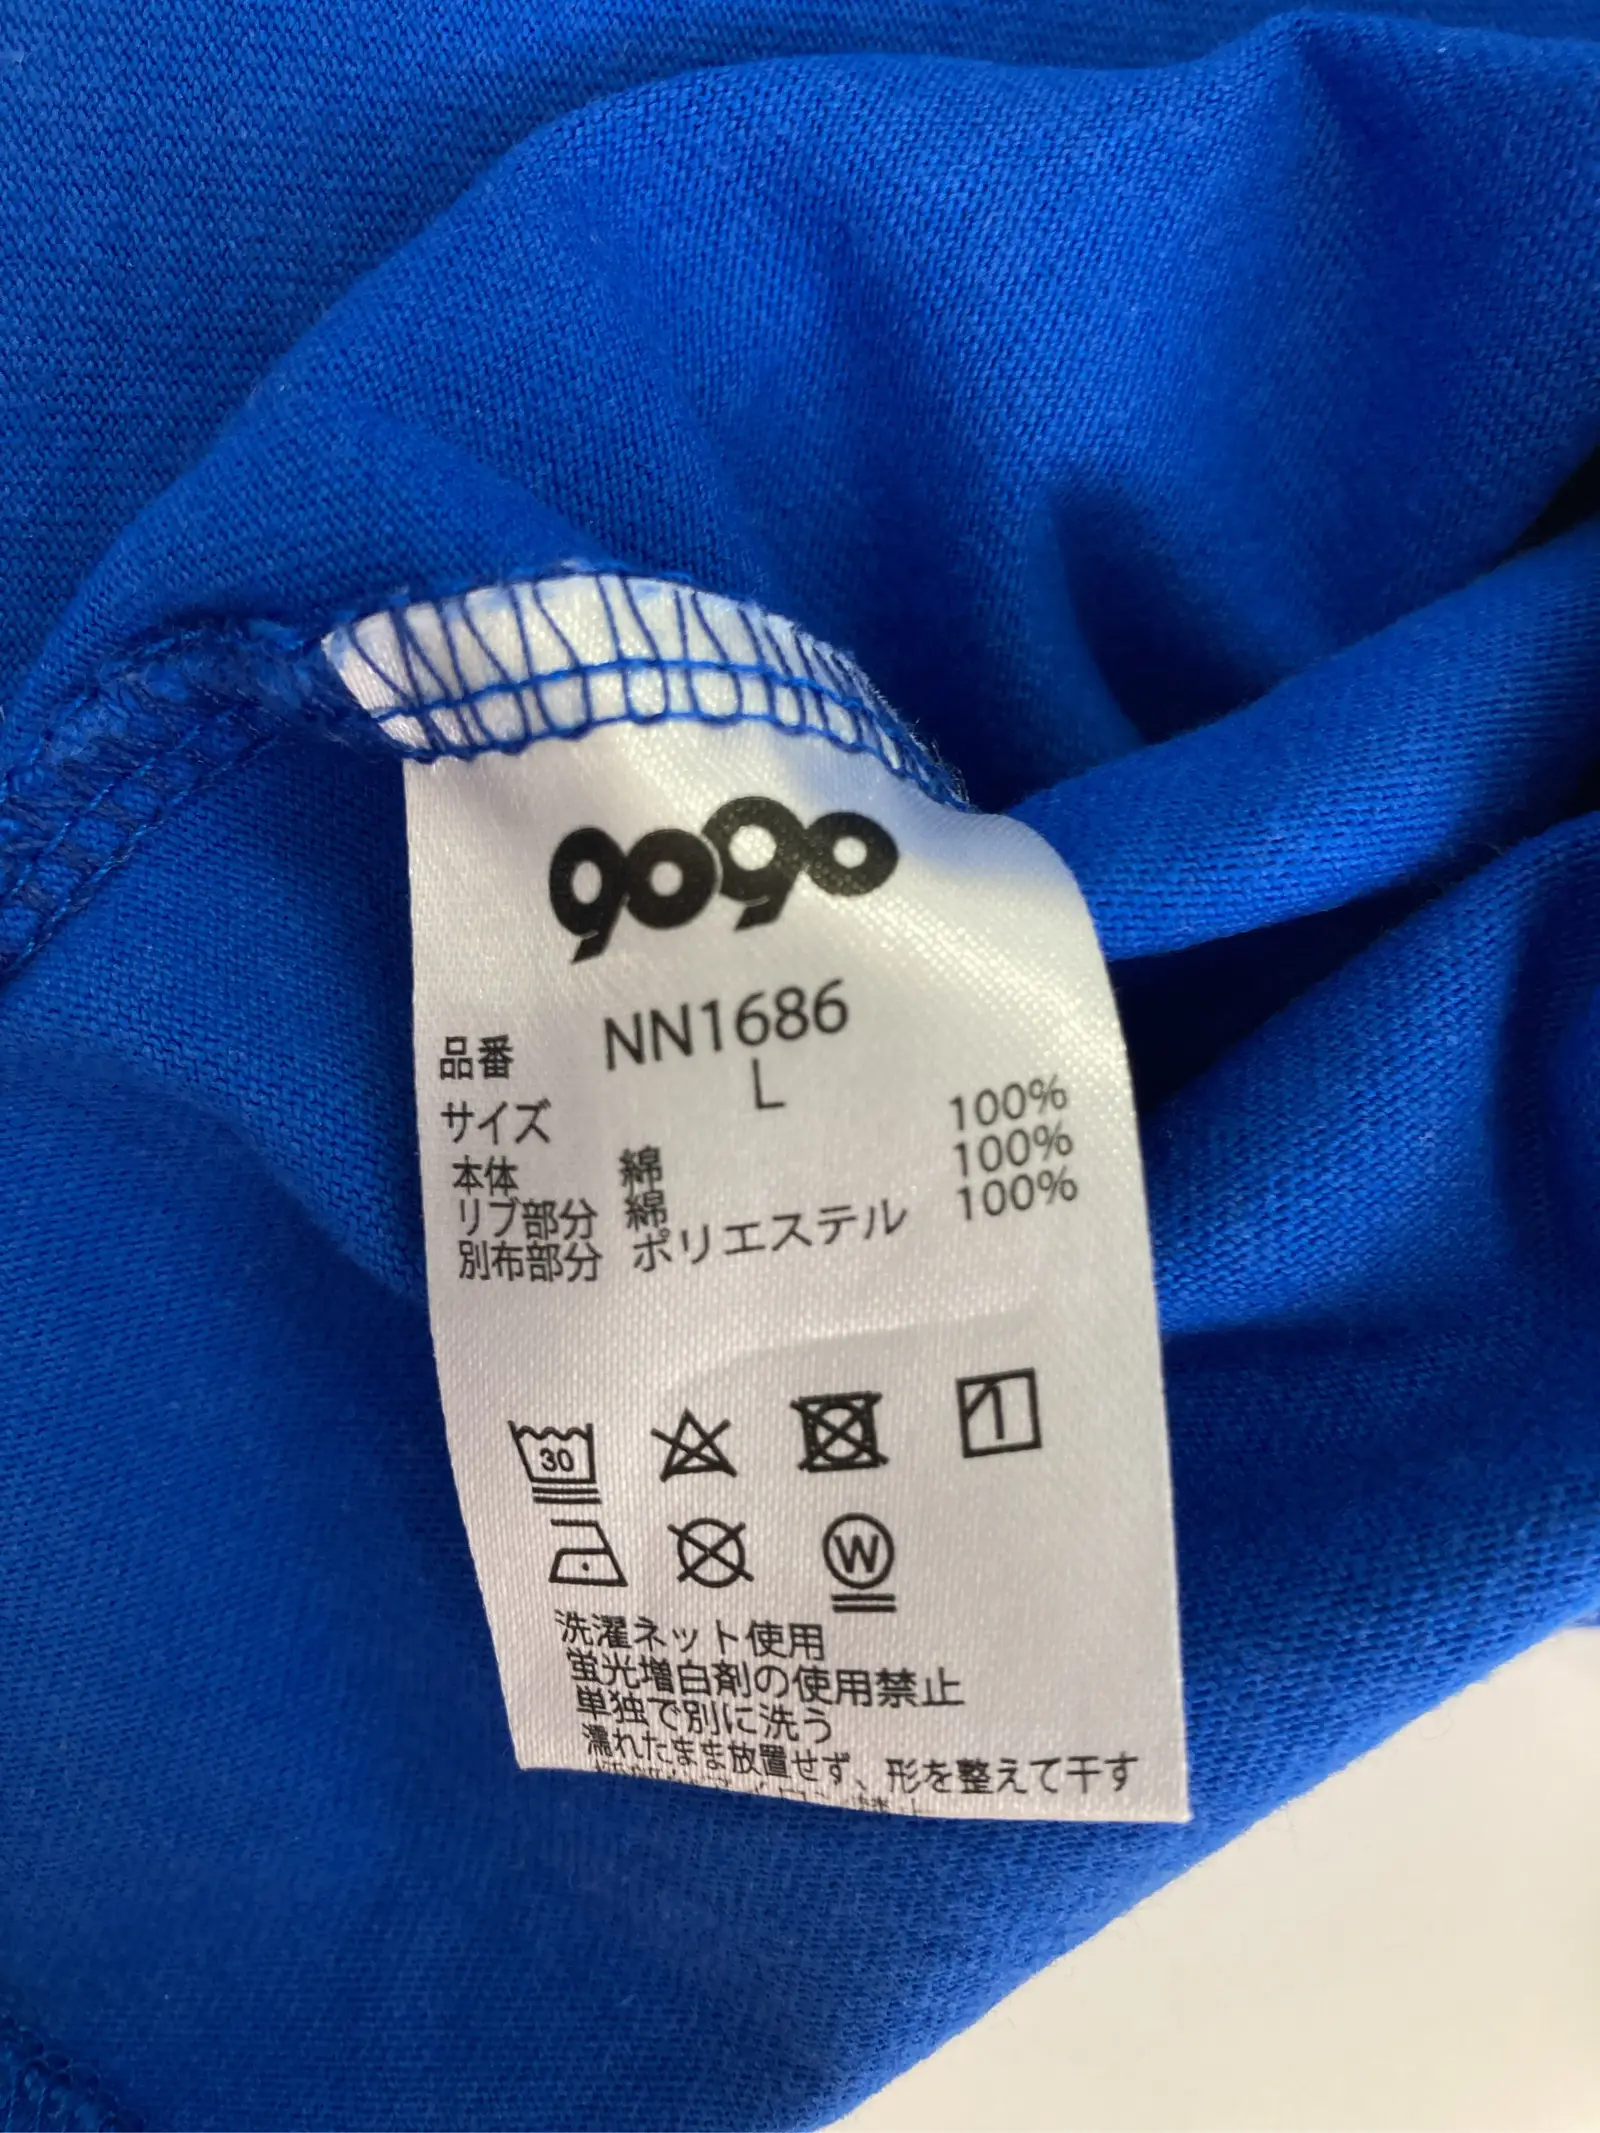 9090
品番 NN1686
サイズ L
本体 綿 100%
リブ部分 綿 100%
別布部分 ポリエステル 100%
30
1
W
洗濯ネット使用
蛍光増白剤の使用禁止
単独で別に洗う
濡れたまま放置せず、形を整えて干す